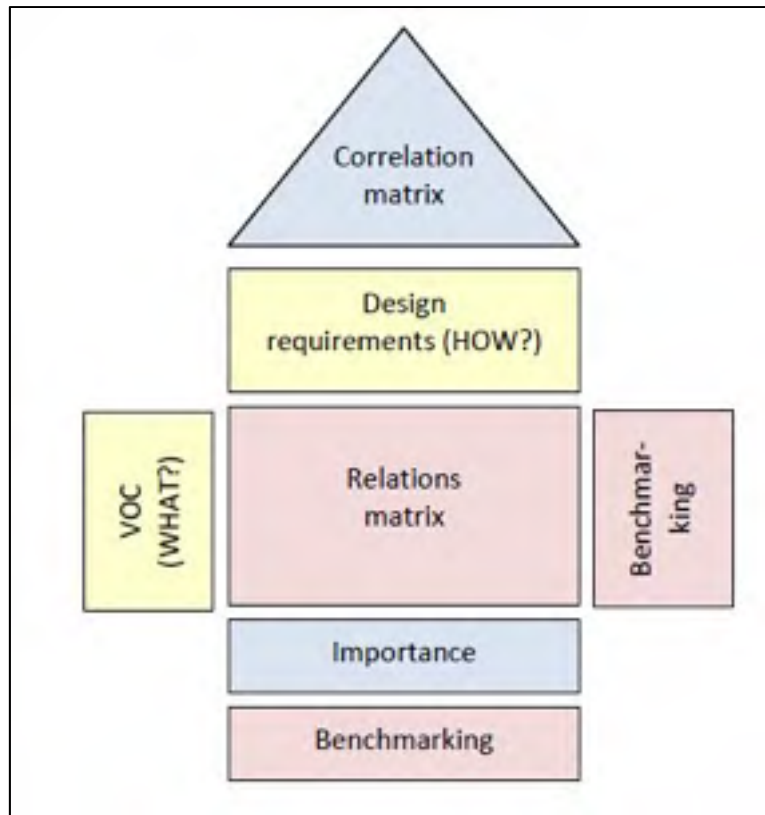 Correlation
matrix
Design
requirements (HOW?)
VOC
(WHAT?)
Relations
matrix
Benchmar-
king
Importance
Benchmarking